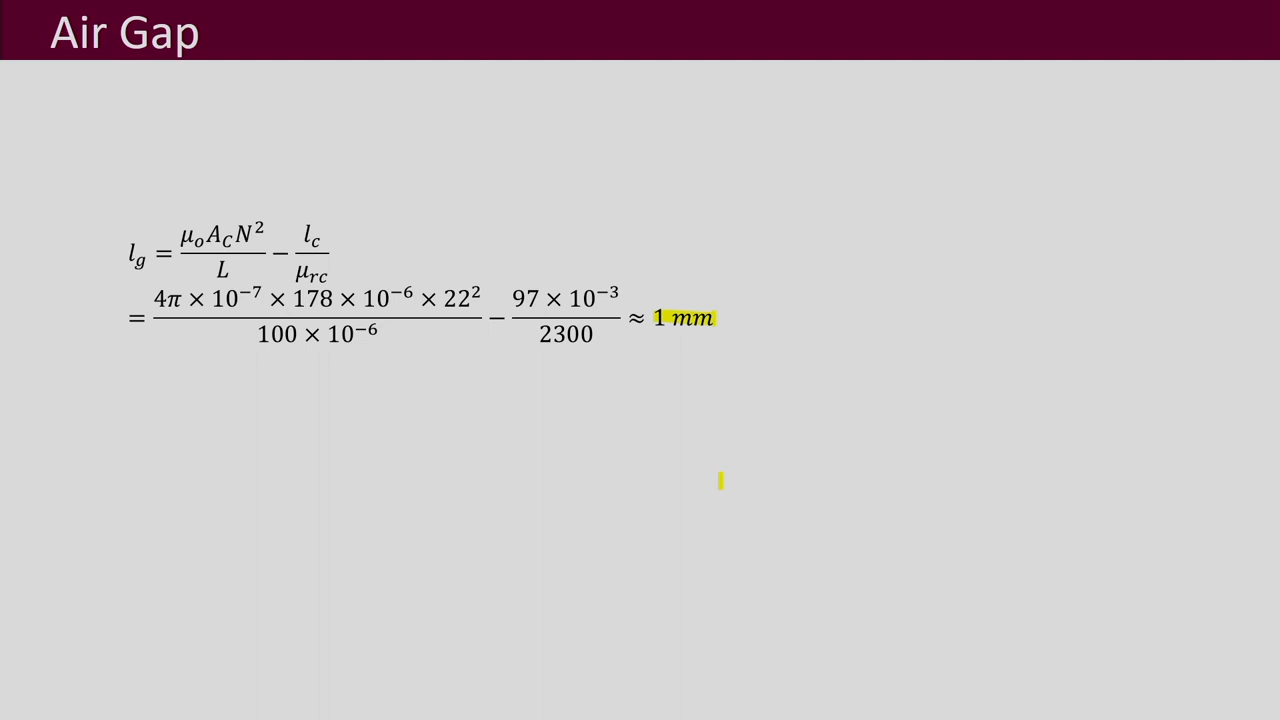 Air Gap
l_g = μ_o A_C N² / L − l_c / μ_rc
= 4π × 10⁻⁷ × 178 × 10⁻⁶ × 22² / 100 × 10⁻⁶ − 97 × 10⁻³ / 2300 ≈ 1 mm